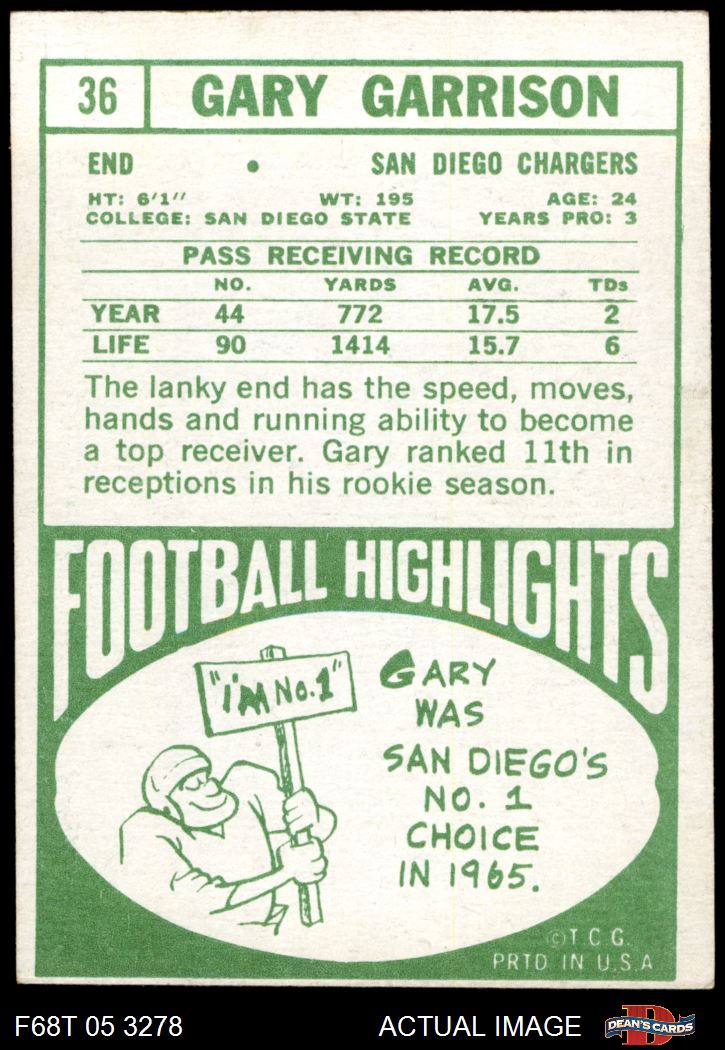 36 GARY GARRISON
END • SAN DIEGO CHARGERS
HT: 6'1" WT: 195 AGE: 24
COLLEGE: SAN DIEGO STATE YEARS PRO: 3
PASS RECEIVING RECORD
NO. YARDS AVG. TDs
YEAR 44 772 17.5 2
LIFE 90 1414 15.7 6
The lanky end has the speed, moves,
hands and running ability to become
a top receiver. Gary ranked 11th in
receptions in his rookie season.
FOOTBALL HIGHLIGHTS
"I'M No.1"
GARY
WAS
SAN DIEGO'S
NO. 1
CHOICE
IN 1965.
©T.C.G.
PRTD IN U.S.A
F68T 05 3278 ACTUAL IMAGE D DEAN'S CARDS